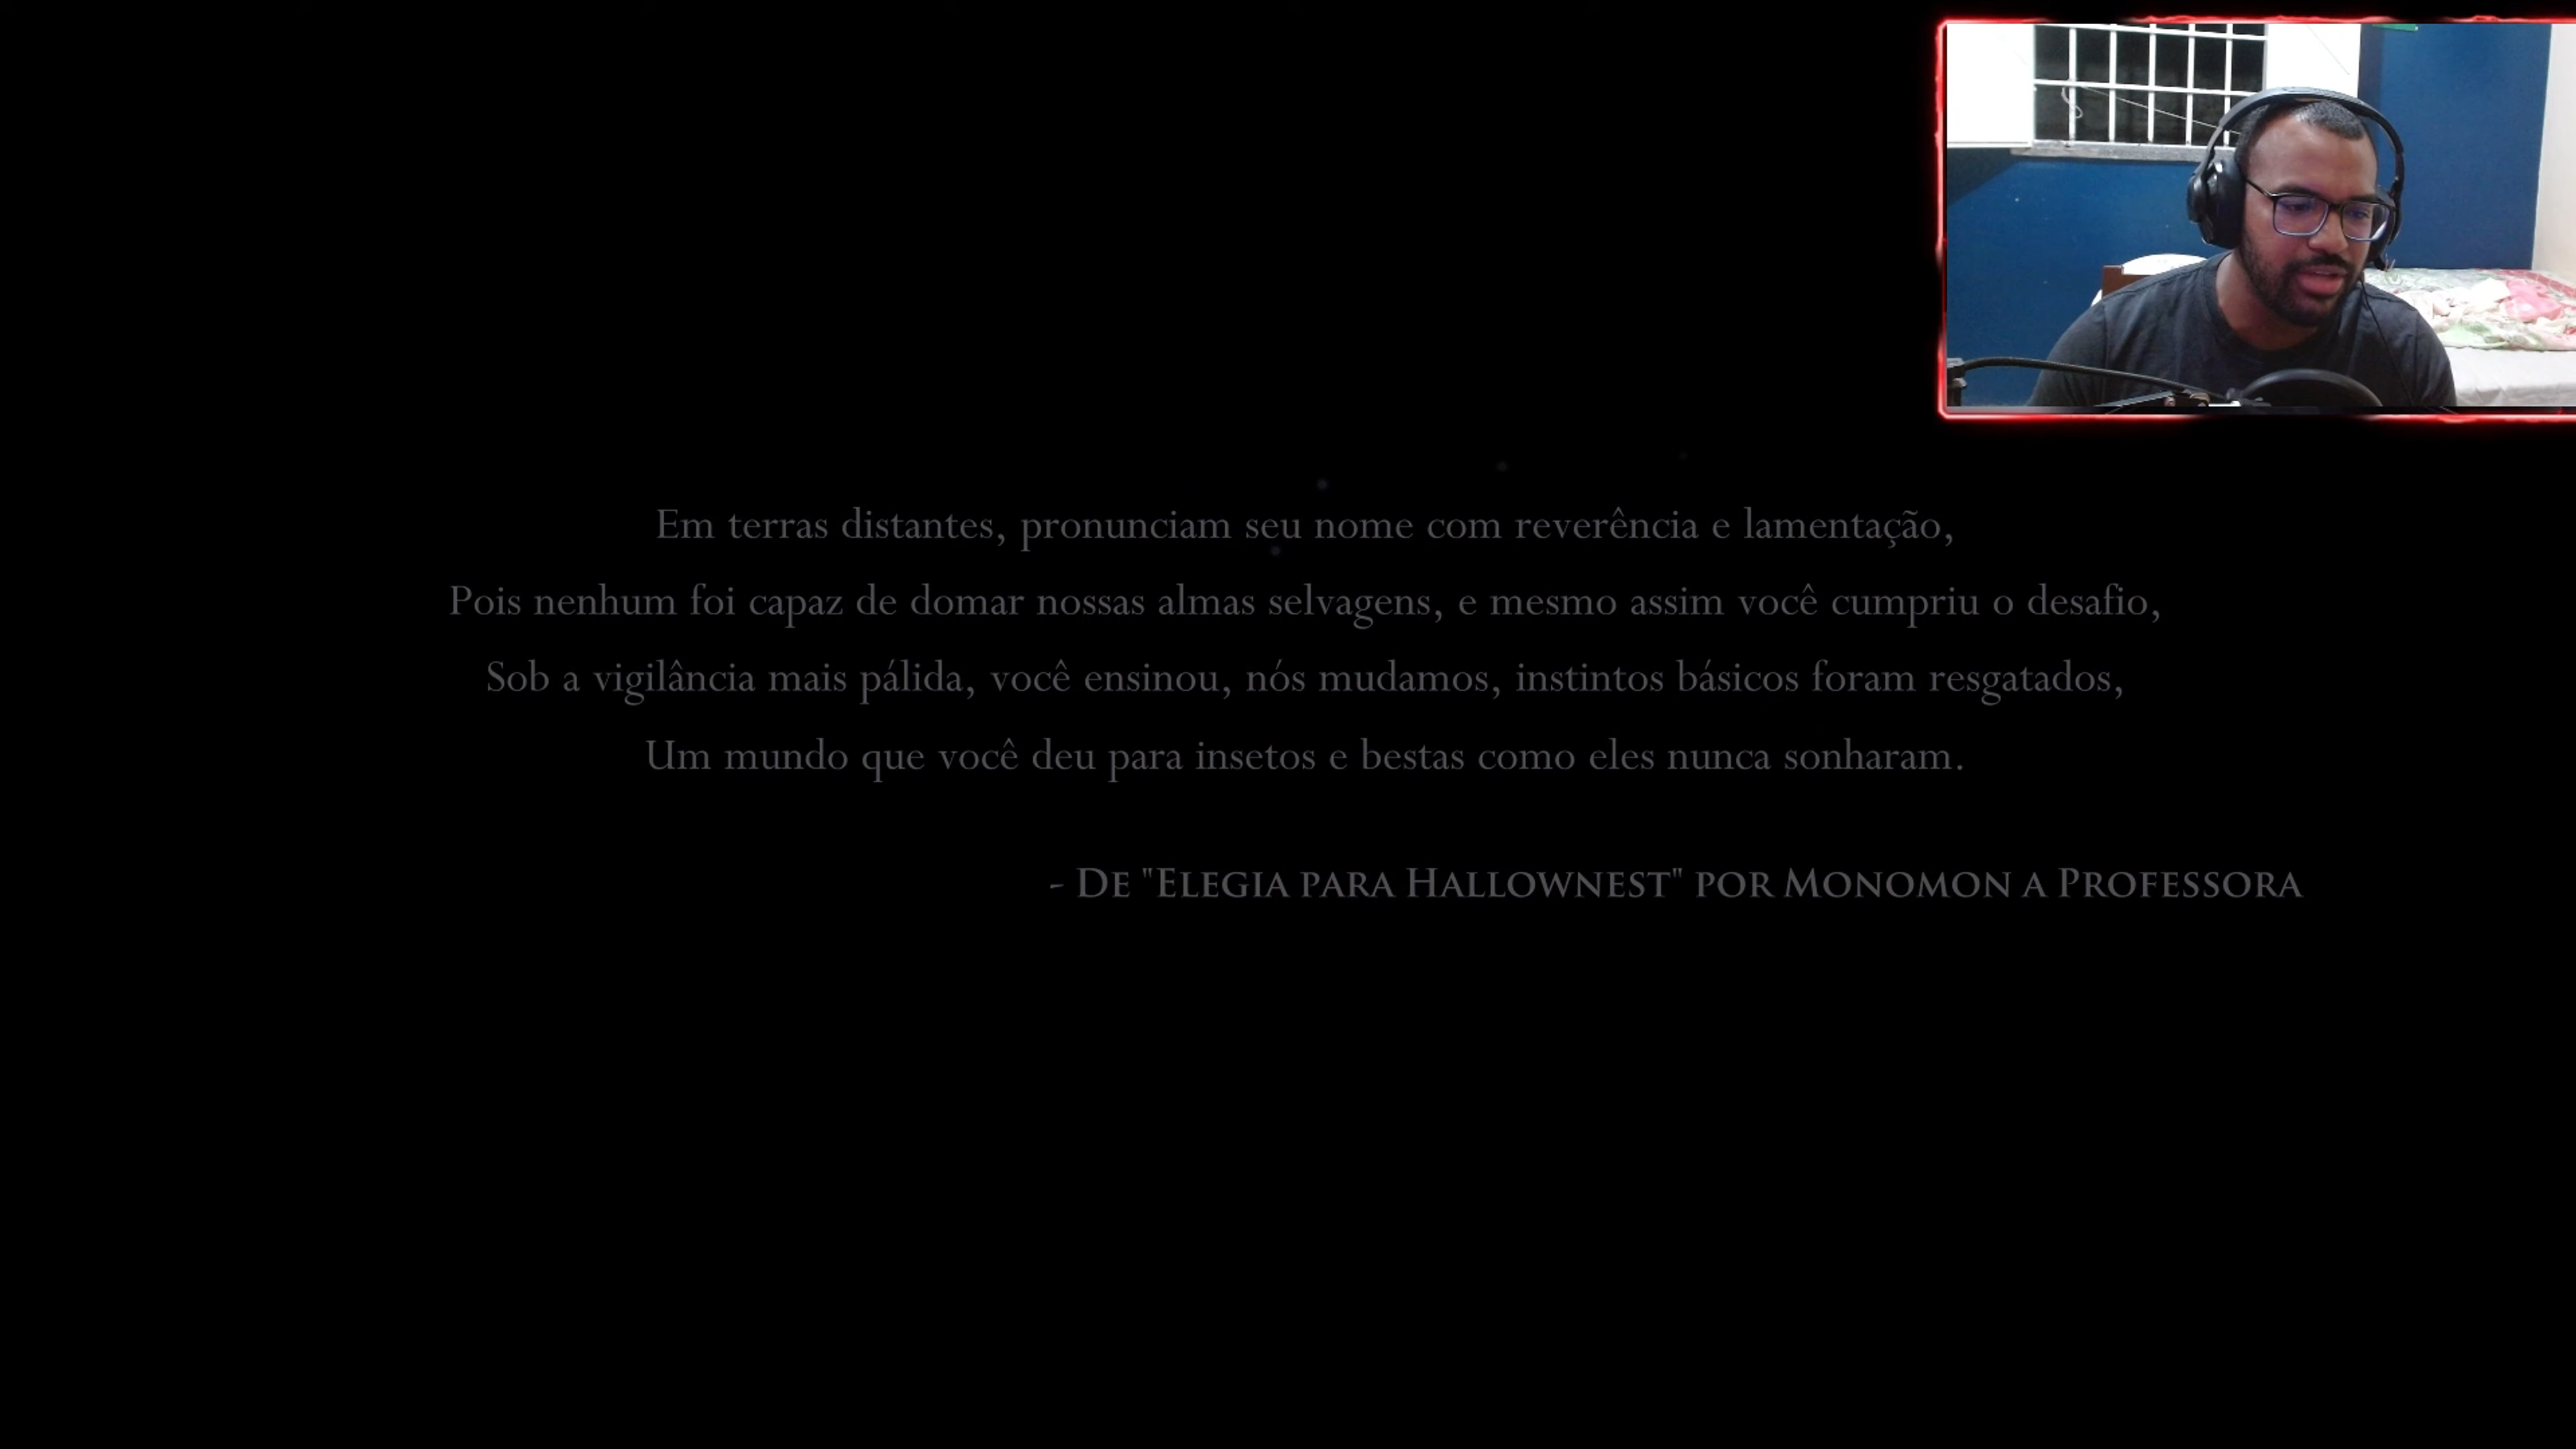 Em terras distantes, pronunciam seu nome com reverência e lamentação,
Pois nenhum foi capaz de domar nossas almas selvagens, e mesmo assim você cumpriu o desafio,
Sob a vigilância mais pálida, você ensinou, nós mudamos, instintos básicos foram resgatados,
Um mundo que você deu para insetos e bestas como eles nunca sonharam.
- De "Elegia para Hallownest" por Monomon a Professora